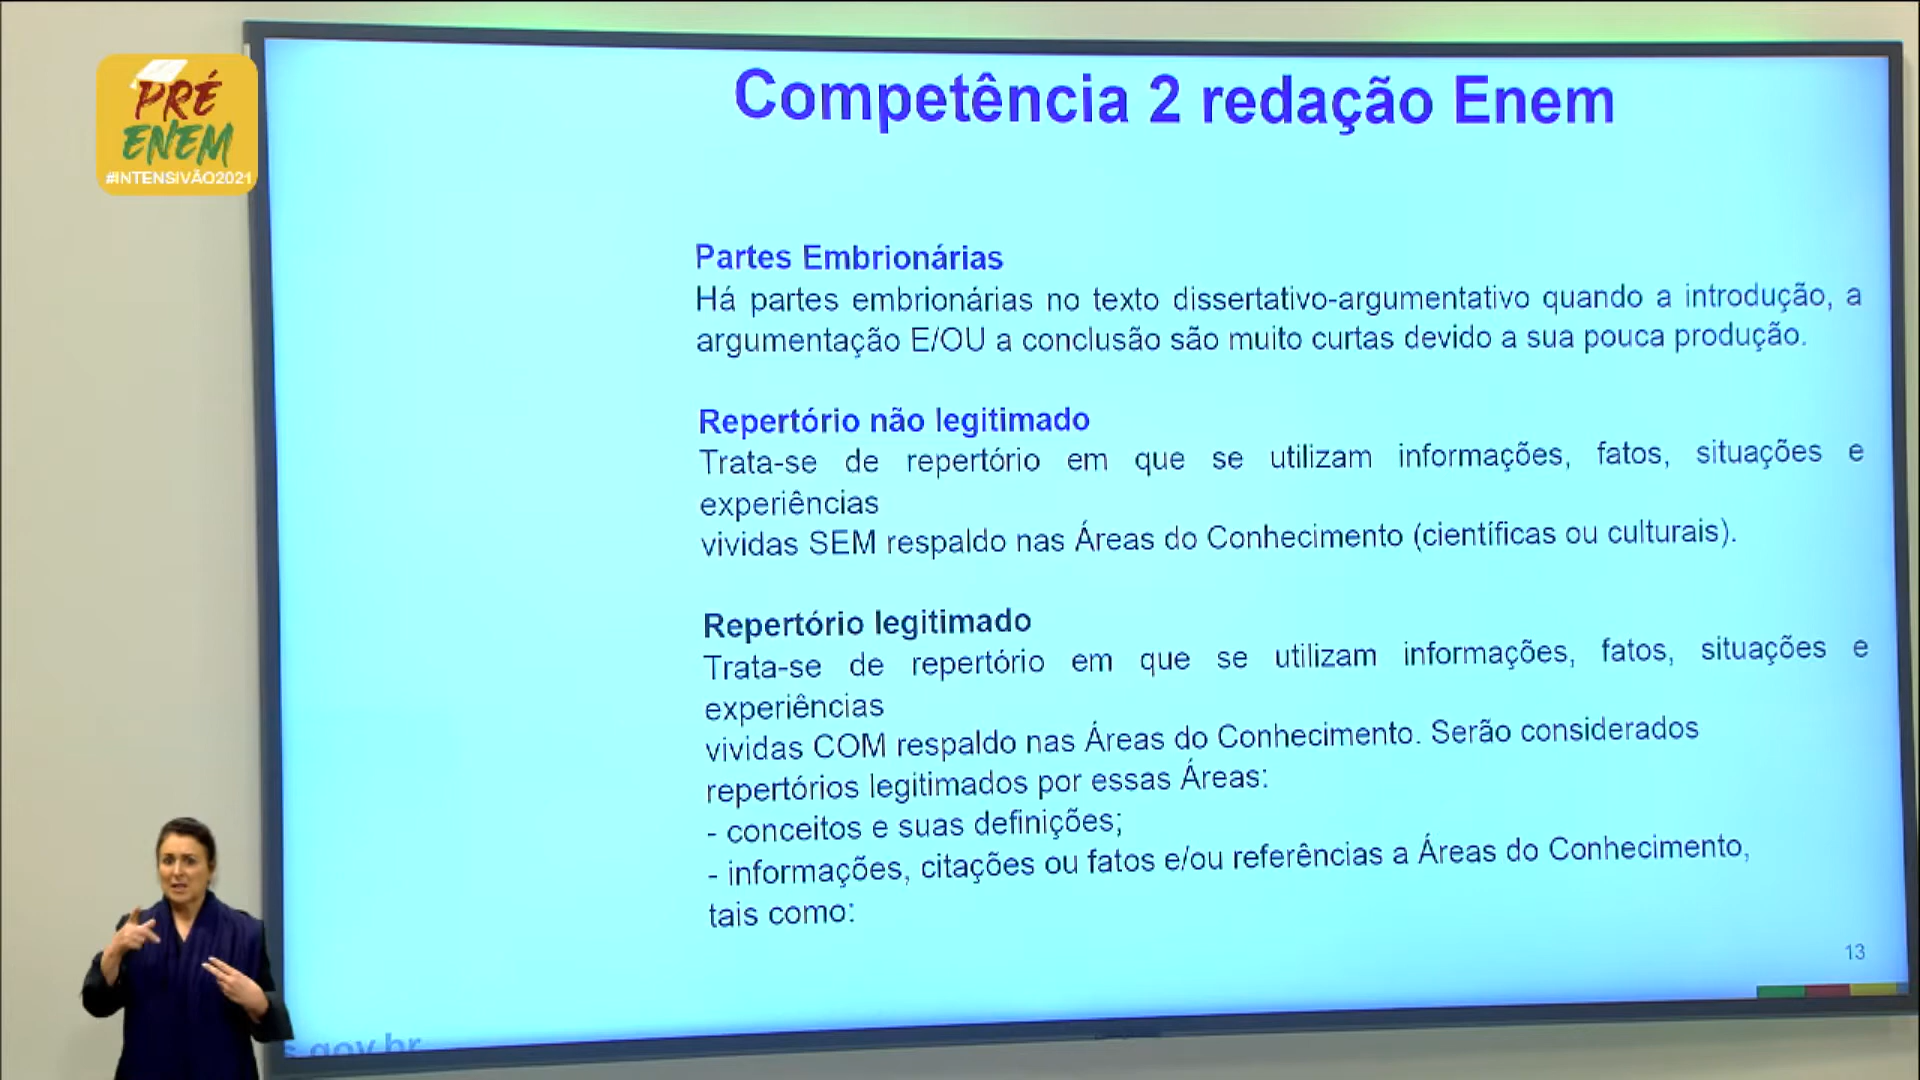 PRÉ
ENEM
#INTENSIVÃO2021
Competência 2 redação Enem
Partes Embrionárias
Há partes embrionárias no texto dissertativo-argumentativo quando a introdução, a
argumentação E/OU a conclusão são muito curtas devido a sua pouca produção.
Repertório não legitimado
Trata-se de repertório em que se utilizam informações, fatos, situações e
experiências
vividas SEM respaldo nas Áreas do Conhecimento (científicas ou culturais).
Repertório legitimado
Trata-se de repertório em que se utilizam informações, fatos, situações e
experiências
vividas COM respaldo nas Áreas do Conhecimento. Serão considerados
repertórios legitimados por essas Áreas:
- conceitos e suas definições;
- informações, citações ou fatos e/ou referências a Áreas do Conhecimento,
tais como:
13
s.gov.br